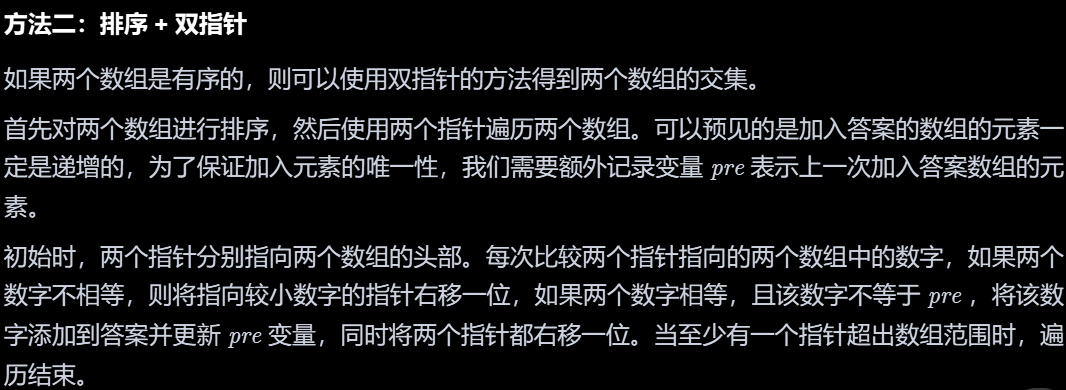 方法二：排序 + 双指针
如果两个数组是有序的，则可以使用双指针的方法得到两个数组的交集。
首先对两个数组进行排序，然后使用两个指针遍历两个数组。可以预见的是加入答案的数组的元素一
定是递增的，为了保证加入元素的唯一性，我们需要额外记录变量 pre 表示上一次加入答案数组的元
素。
初始时，两个指针分别指向两个数组的头部。每次比较两个指针指向的两个数组中的数字，如果两个
数字不相等，则将指向较小数字的指针右移一位，如果两个数字相等，且该数字不等于 pre ，将该数
字添加到答案并更新 pre 变量，同时将两个指针都右移一位。当至少有一个指针超出数组范围时，遍
历结束。